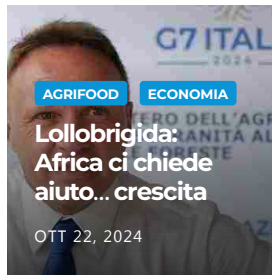 G7 ITAL
2024
AGRIFOOD
ECONOMIA
Lollobrigida:
Africa ci chiede
aiuto... crescita
OTT 22, 2024